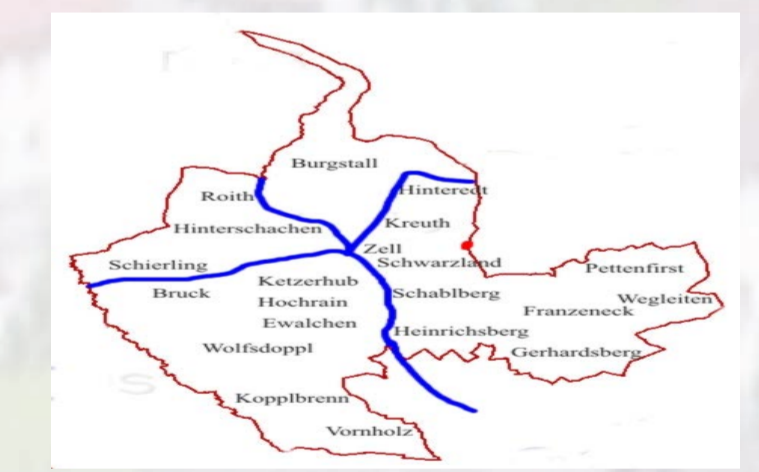 Burgstall
Hinteredt
Roith
Kreuth
Hinterschachen
Zell
Schwarzland
Schierling
Pettenfirst
Ketzerhub
Bruck
Schablberg
Wegleiten
Hochrain
Franzeneck
Ewalchen
Heinrichsberg
Wolfsdoppl
Gerhardsberg
Kopplbrenn
Vornholz